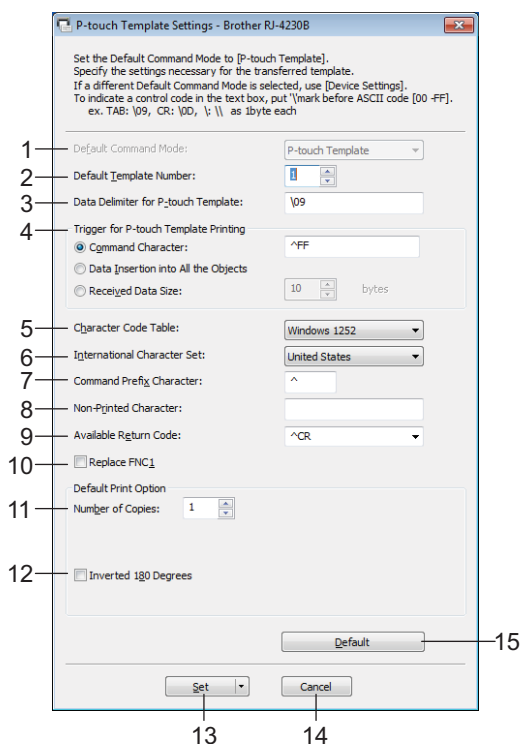 P-touch Template Settings - Brother RJ-4230B
Set the Default Command Mode to [P-touch Template].
Specify the settings necessary for the transferred template.
If a different Default Command Mode is selected, use [Device Settings].
To indicate a control code in the text box, put '\'mark before ASCII code [00 -FF].
ex. TAB: \09, CR: \0D, \: \\ as 1byte each
1 Default Command Mode: P-touch Template
2 Default Template Number: 1
3 Data Delimiter for P-touch Template: \09
4 Trigger for P-touch Template Printing
Command Character: ^FF
Data Insertion into All the Objects
Received Data Size: 10 bytes
5 Character Code Table: Windows 1252
6 International Character Set: United States
7 Command Prefix Character: ^
8 Non-Printed Character:
9 Available Return Code: ^CR
10 Replace FNC1
Default Print Option
11 Number of Copies: 1
12 Inverted 180 Degrees
Default 15
Set Cancel
13 14